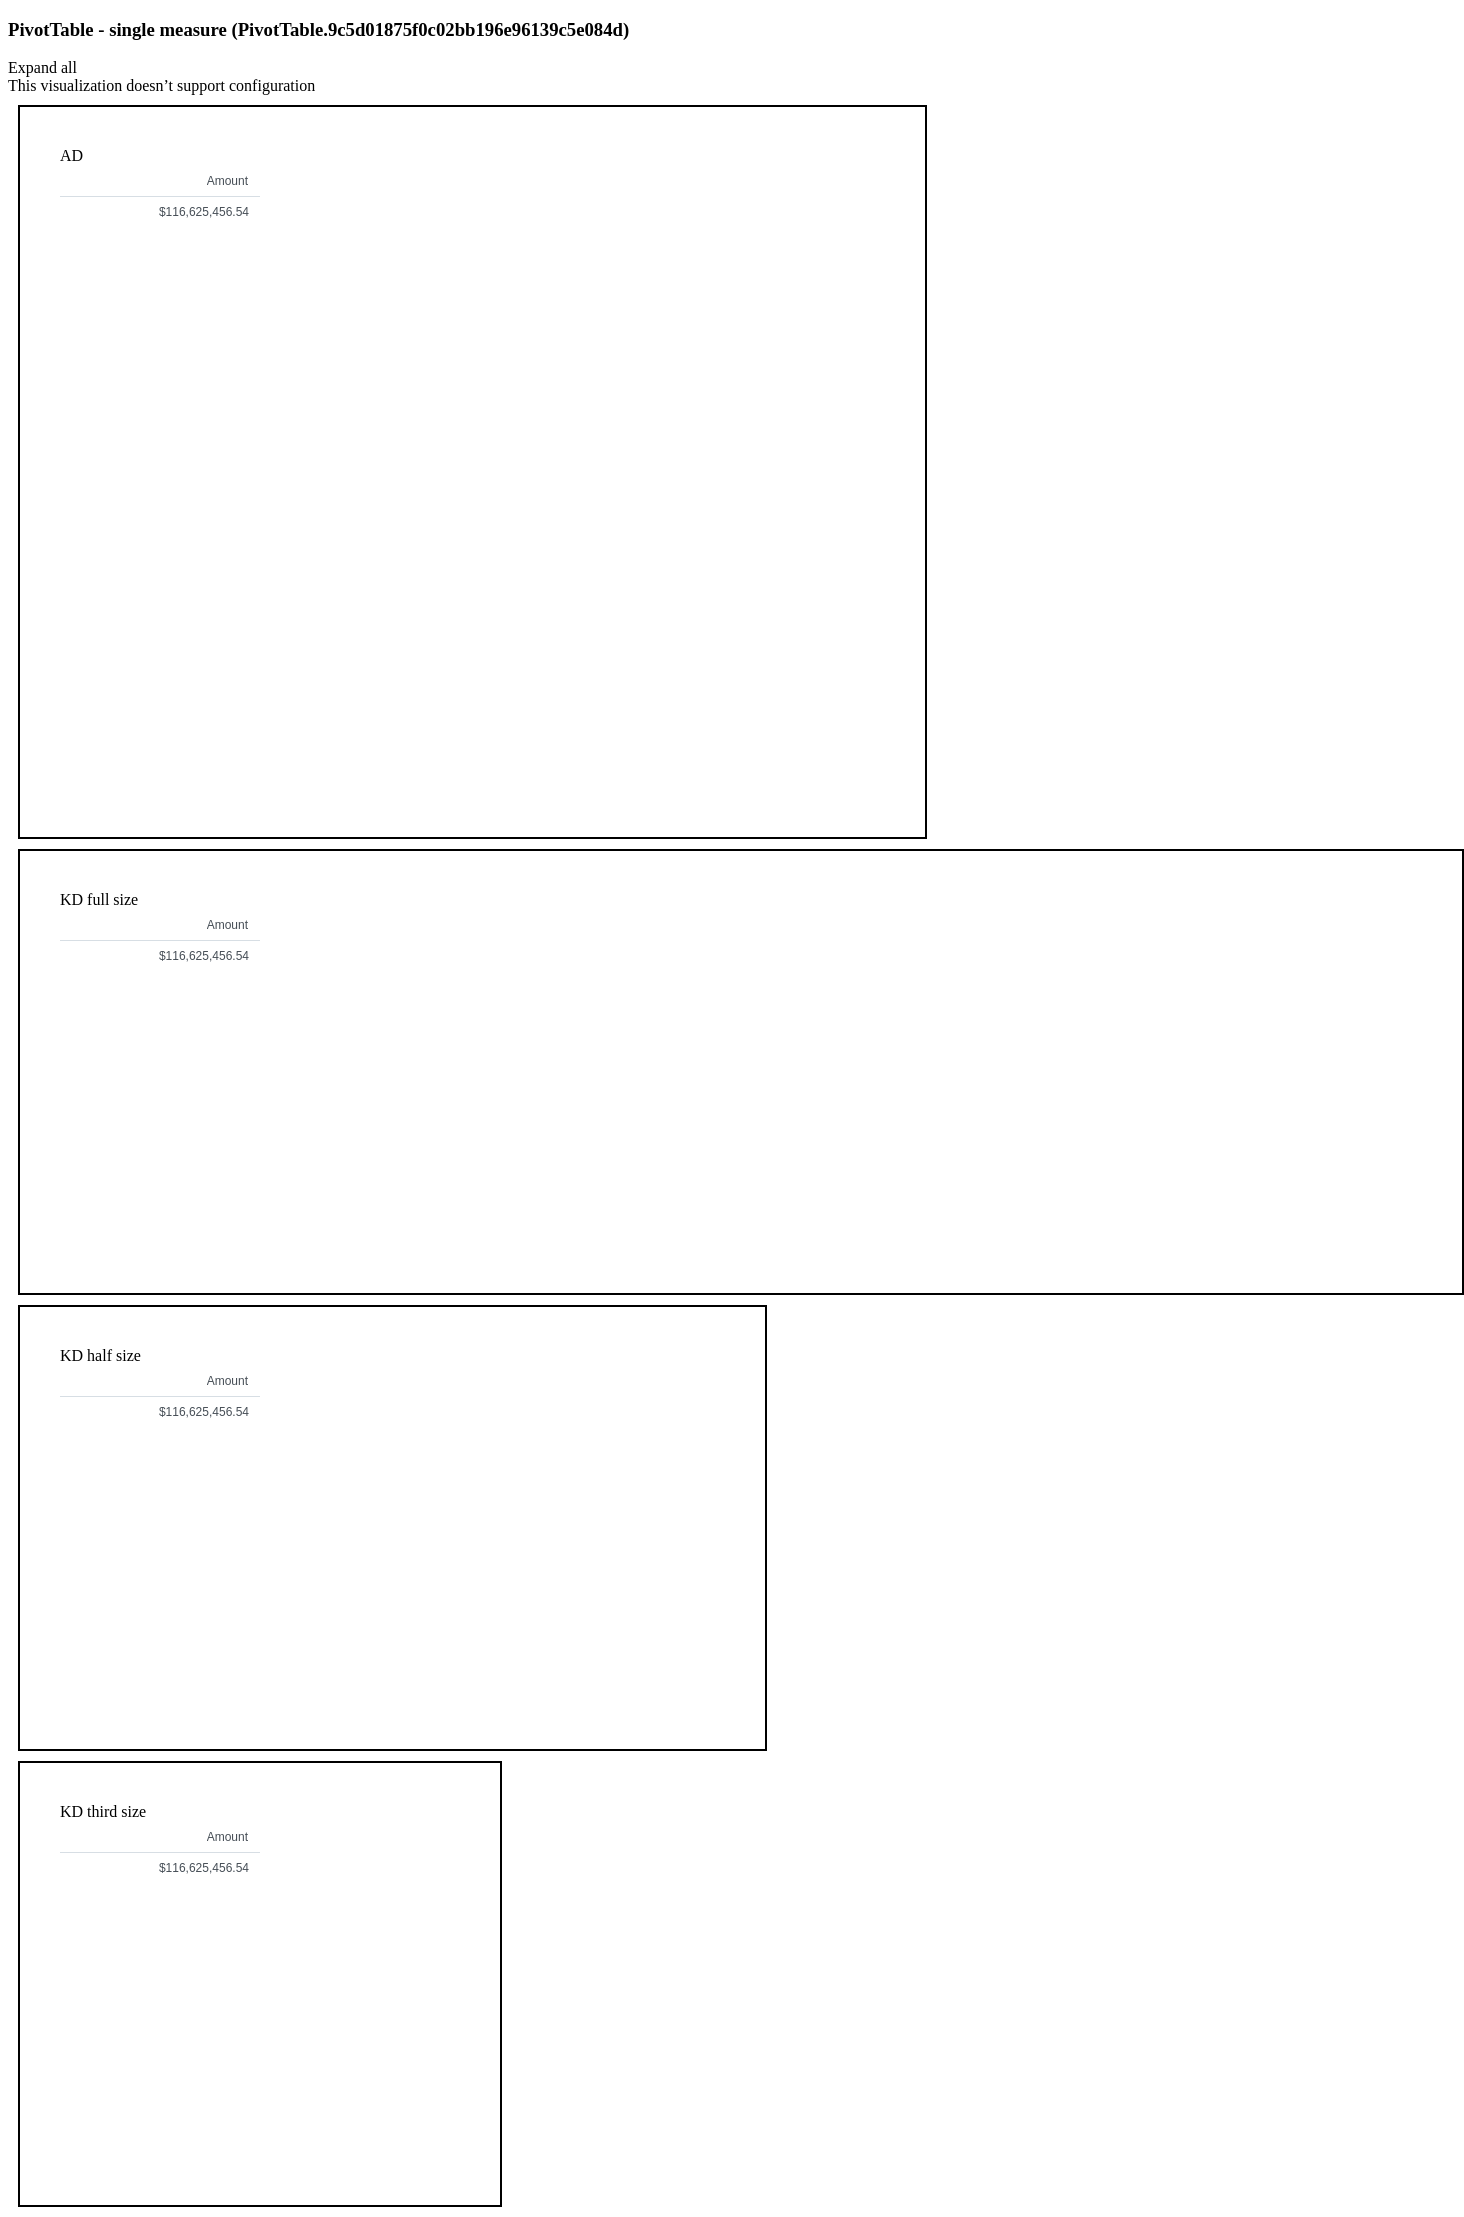 PivotTable - single measure (PivotTable.9c5d01875f0c02bb196e96139c5e084d)
Expand all
This visualization doesn’t support configuration
AD
Amount
$116,625,456.54
KD full size
Amount
$116,625,456.54
KD half size
Amount
$116,625,456.54
KD third size
Amount
$116,625,456.54